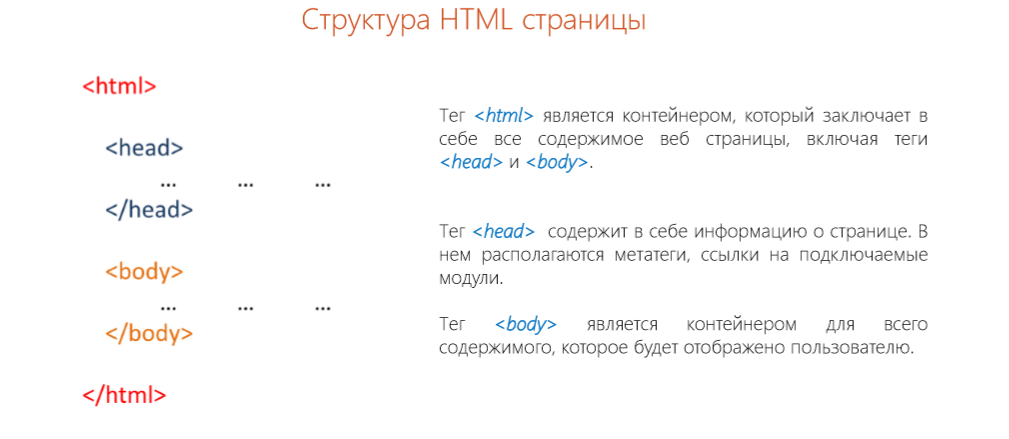 Структура HTML страницы
<html>
<head>
... ... ...
</head>
<body>
... ... ...
</body>
</html>
Тег <html> является контейнером, который заключает в
себе все содержимое веб страницы, включая теги
<head> и <body>.
Тег <head> содержит в себе информацию о странице. В
нем располагаются метатеги, ссылки на подключаемые
модули.
Тег <body> является контейнером для всего
содержимого, которое будет отображено пользователю.